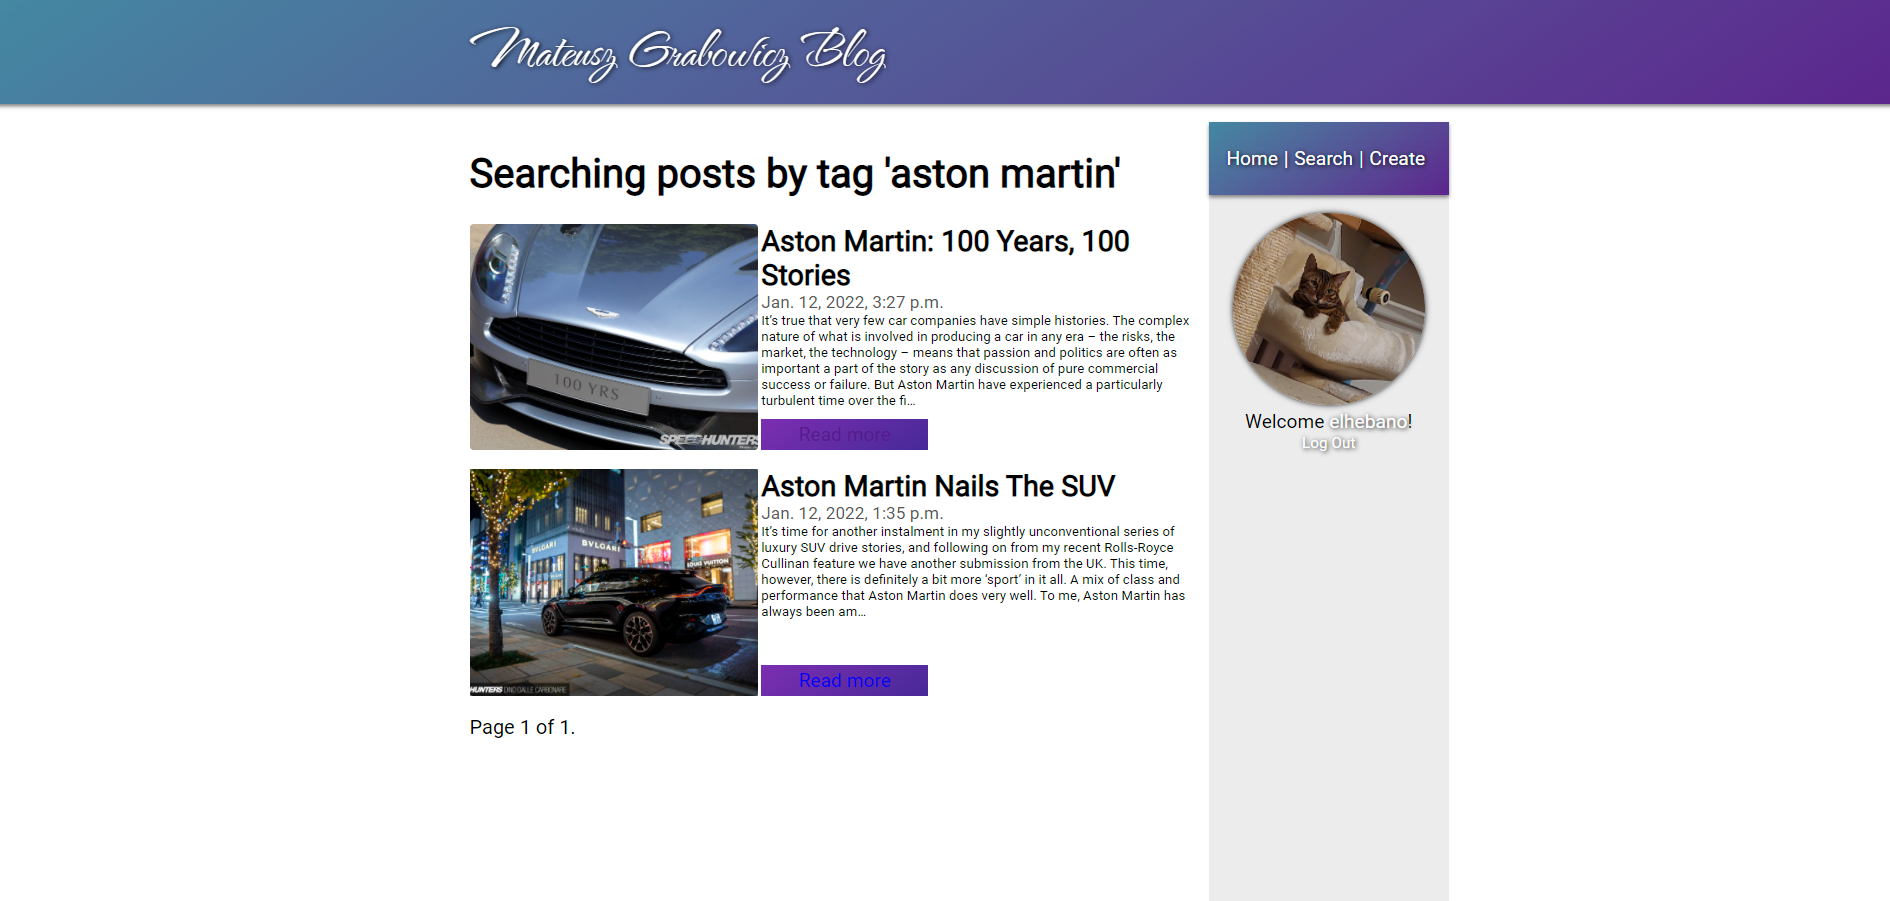 Mateusz Grabowicz Blog
Home | Search | Create
Searching posts by tag 'aston martin'
100 YRS
SPEEDHUNTERS
Aston Martin: 100 Years, 100
Stories
Jan. 12, 2022, 3:27 p.m.
It’s true that very few car companies have simple histories. The complex
nature of what is involved in producing a car in any era – the risks, the
market, the technology – means that passion and politics are often as
important a part of the story as any discussion of pure commercial
success or failure. But Aston Martin have experienced a particularly
turbulent time over the fi…
Read more
Welcome elhebano!
Log Out
BVLGARI
BVLGARI
LOUIS VUITTON
HUNTERS DINO DALLE CARBONARE
Aston Martin Nails The SUV
Jan. 12, 2022, 1:35 p.m.
It’s time for another instalment in my slightly unconventional series of
luxury SUV drive stories, and following on from my recent Rolls-Royce
Cullinan feature we have another submission from the UK. This time,
however, there is definitely a bit more ‘sport’ in it all. A mix of class and
performance that Aston Martin does very well. To me, Aston Martin has
always been am…
Read more
Page 1 of 1.